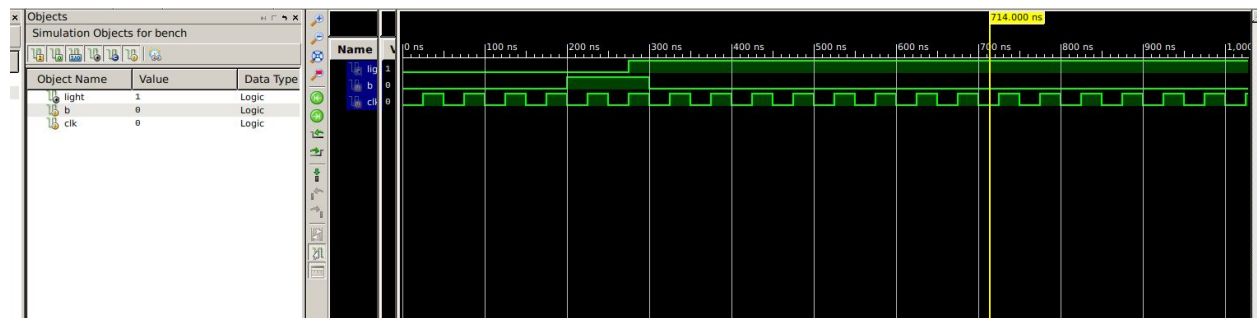 Objects
Simulation Objects for bench
Object Name Value Data Type
light 1 Logic
b 0 Logic
clk 0 Logic
714.000 ns
Name
0 ns 100 ns 200 ns 300 ns 400 ns 500 ns 600 ns 700 ns 800 ns 900 ns 1,000
lig 1
b 0
clk 0